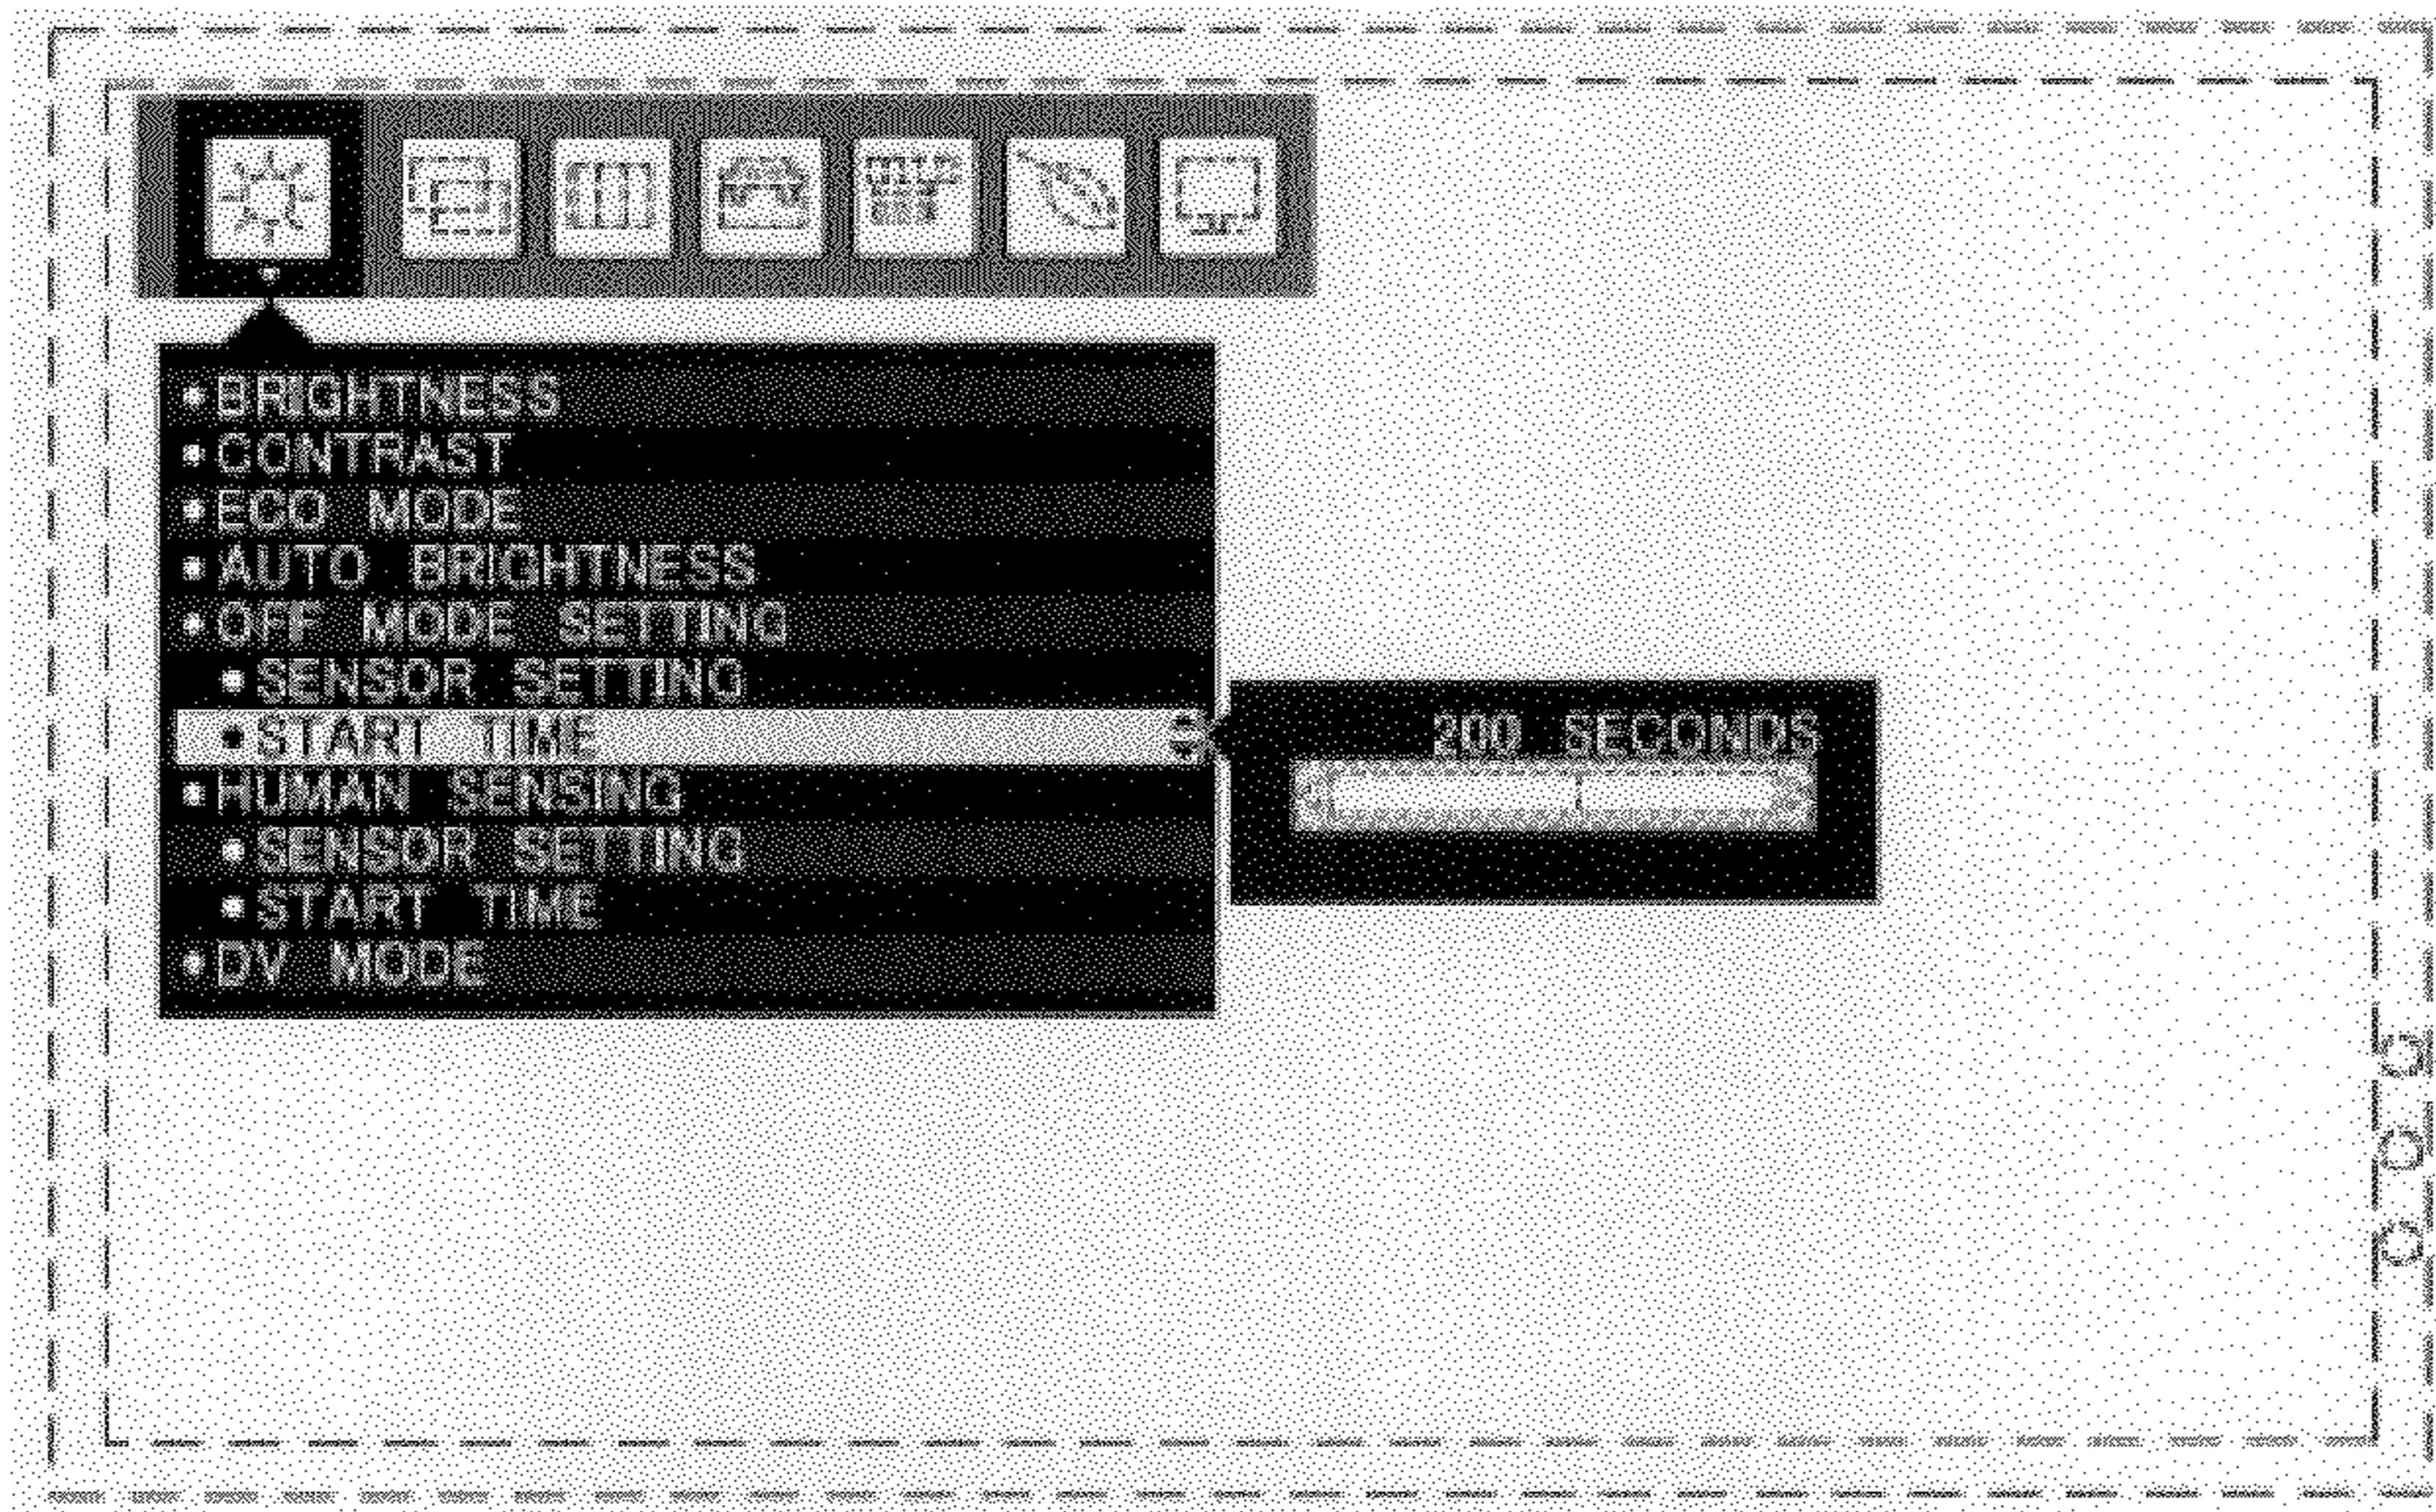 BRIGHTNESS
CONTRAST
ECO MODE
AUTO BRIGHTNESS
OFF MODE SETTING
SENSOR SETTING
START TIME
200 SECONDS
HUMAN SENSING
SENSOR SETTING
START TIME
DV MODE